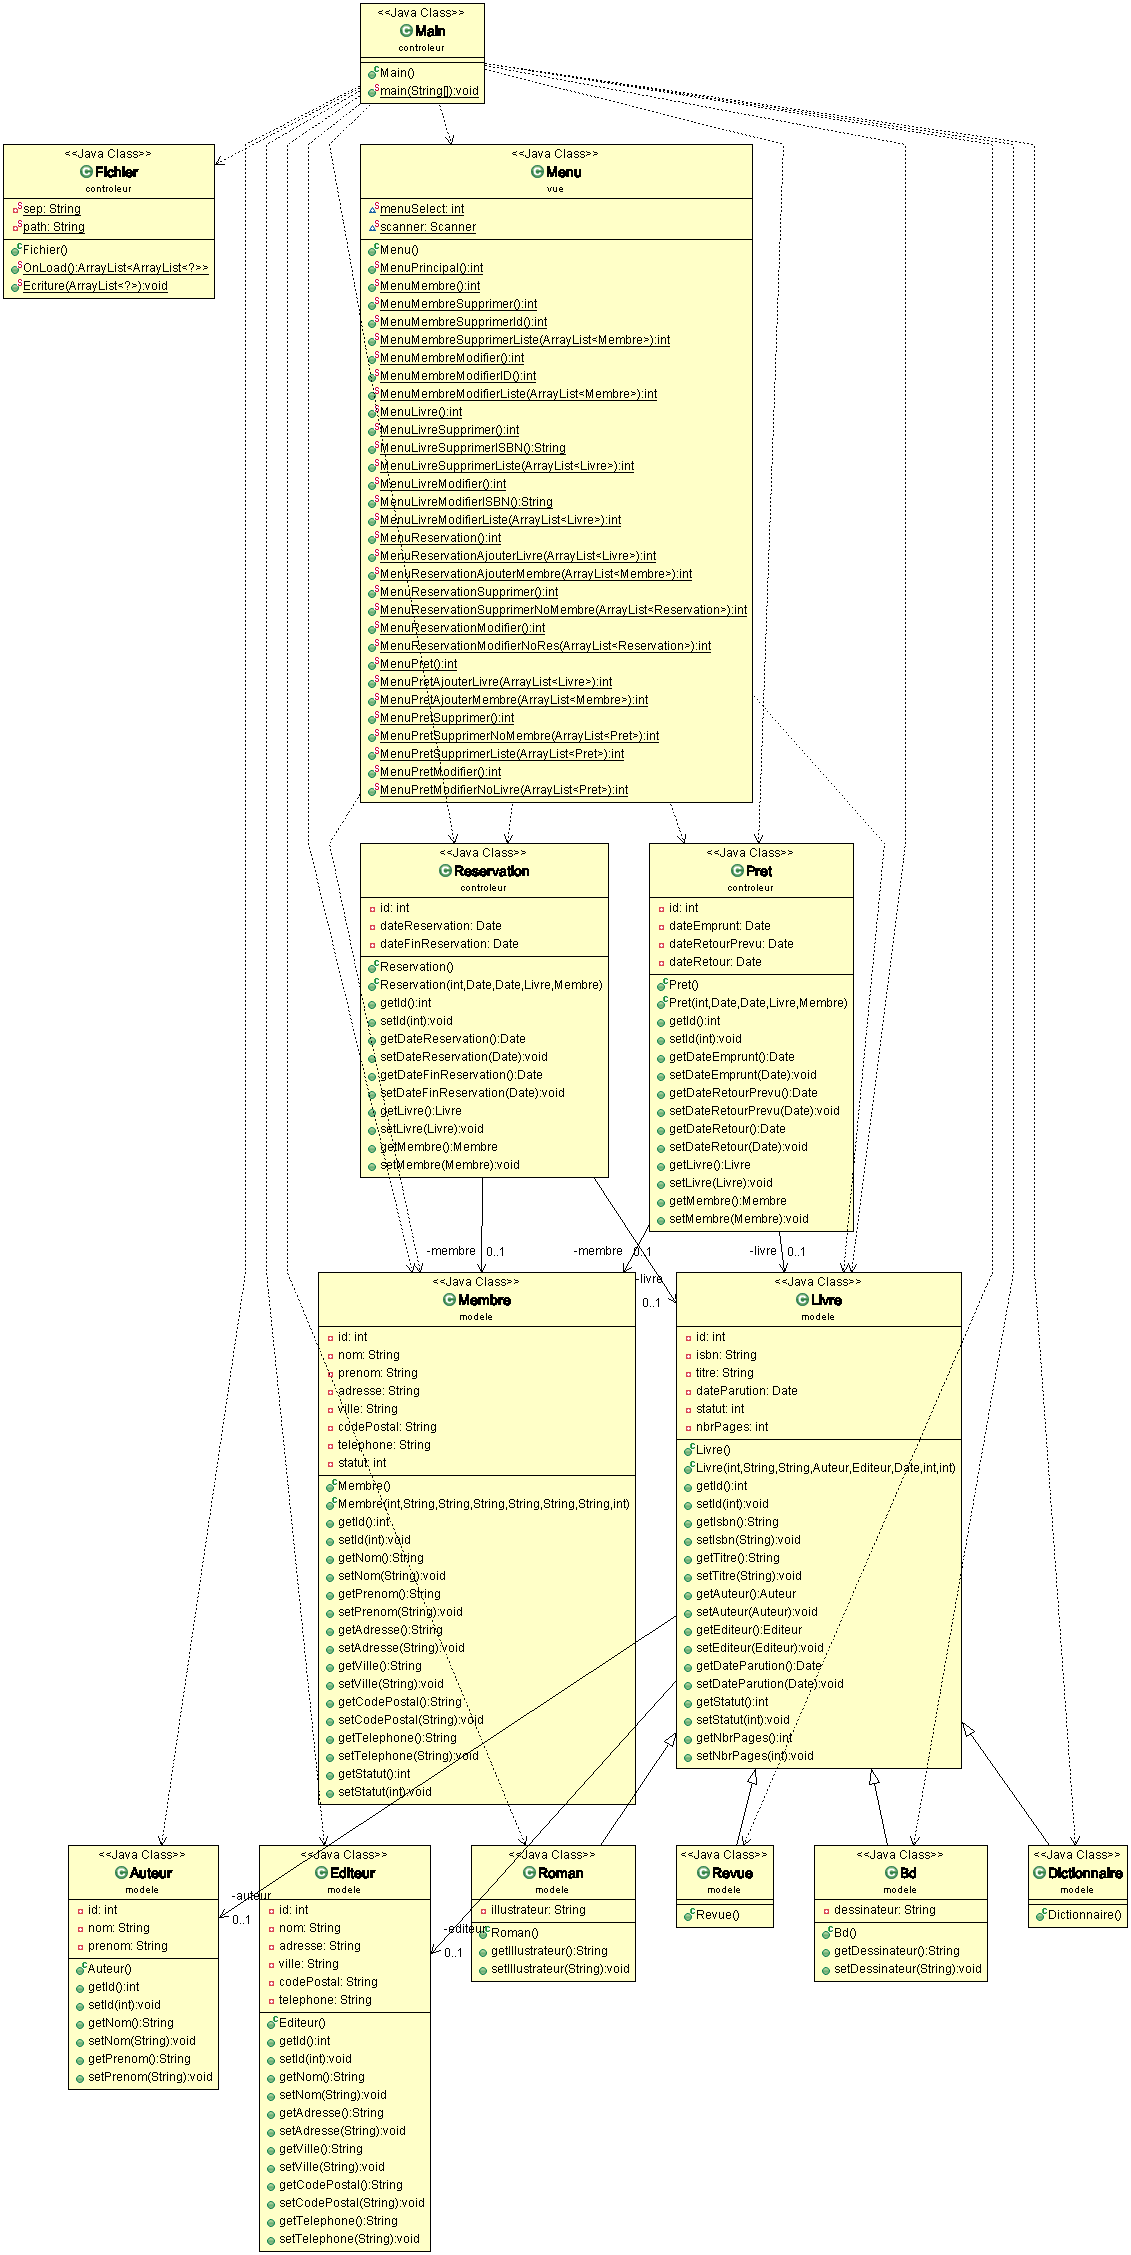 <<Java Class>>
Main
controleur
Main()
main(String[]):void
<<Java Class>>
Fichier
controleur
sep: String
path: String
Fichier()
OnLoad():ArrayList<ArrayList<?>>
Ecriture(ArrayList<?>):void
<<Java Class>>
Menu
vue
menuSelect: int
scanner: Scanner
Menu()
MenuPrincipal():int
MenuMembre():int
MenuMembreSupprimer():int
MenuMembreSupprimerId():int
MenuMembreSupprimerListe(ArrayList<Membre>):int
MenuMembreModifier():int
MenuMembreModifierID():int
MenuMembreModifierListe(ArrayList<Membre>):int
MenuLivre():int
MenuLivreSupprimer():int
MenuLivreSupprimerISBN():String
MenuLivreSupprimerListe(ArrayList<Livre>):int
MenuLivreModifier():int
MenuLivreModifierISBN():String
MenuLivreModifierListe(ArrayList<Livre>):int
MenuReservation():int
MenuReservationAjouterLivre(ArrayList<Livre>):int
MenuReservationAjouterMembre(ArrayList<Membre>):int
MenuReservationSupprimer():int
MenuReservationSupprimerNoMembre(ArrayList<Reservation>):int
MenuReservationModifier():int
MenuReservationModifierNoRes(ArrayList<Reservation>):int
MenuPret():int
MenuPretAjouterLivre(ArrayList<Livre>):int
MenuPretAjouterMembre(ArrayList<Membre>):int
MenuPretSupprimer():int
MenuPretSupprimerNoMembre(ArrayList<Pret>):int
MenuPretSupprimerListe(ArrayList<Pret>):int
MenuPretModifier():int
MenuPretModifierNoLivre(ArrayList<Pret>):int
<<Java Class>>
Reservation
controleur
id: int
dateReservation: Date
dateFinReservation: Date
Reservation()
Reservation(int,Date,Date,Livre,Membre)
getId():int
setId(int):void
getDateReservation():Date
setDateReservation(Date):void
getDateFinReservation():Date
setDateFinReservation(Date):void
getLivre():Livre
setLivre(Livre):void
getMembre():Membre
setMembre(Membre):void
<<Java Class>>
Pret
controleur
id: int
dateEmprunt: Date
dateRetourPrevu: Date
dateRetour: Date
Pret()
Pret(int,Date,Date,Livre,Membre)
getId():int
setId(int):void
getDateEmprunt():Date
setDateEmprunt(Date):void
getDateRetourPrevu():Date
setDateRetourPrevu(Date):void
getDateRetour():Date
setDateRetour(Date):void
getLivre():Livre
setLivre(Livre):void
getMembre():Membre
setMembre(Membre):void
-membre 0..1
-membre 0..1
-livre 0..1
-livre
0..1
<<Java Class>>
Membre
modele
id: int
nom: String
prenom: String
adresse: String
ville: String
codePostal: String
telephone: String
statut: int
Membre()
Membre(int,String,String,String,String,String,String,int)
getId():int
setId(int):void
getNom():String
setNom(String):void
getPrenom():String
setPrenom(String):void
getAdresse():String
setAdresse(String):void
getVille():String
setVille(String):void
getCodePostal():String
setCodePostal(String):void
getTelephone():String
setTelephone(String):void
getStatut():int
setStatut(int):void
<<Java Class>>
Livre
modele
id: int
isbn: String
titre: String
dateParution: Date
statut: int
nbrPages: int
Livre()
Livre(int,String,String,Auteur,Editeur,Date,int,int)
getId():int
setId(int):void
getIsbn():String
setIsbn(String):void
getTitre():String
setTitre(String):void
getAuteur():Auteur
setAuteur(Auteur):void
getEditeur():Editeur
setEditeur(Editeur):void
getDateParution():Date
setDateParution(Date):void
getStatut():int
setStatut(int):void
getNbrPages():int
setNbrPages(int):void
<<Java Class>>
Auteur
modele
id: int
nom: String
prenom: String
Auteur()
getId():int
setId(int):void
getNom():String
setNom(String):void
getPrenom():String
setPrenom(String):void
-auteur
0..1
<<Java Class>>
Editeur
modele
id: int
nom: String
adresse: String
ville: String
codePostal: String
telephone: String
Editeur()
getId():int
setId(int):void
getNom():String
setNom(String):void
getAdresse():String
setAdresse(String):void
getVille():String
setVille(String):void
getCodePostal():String
setCodePostal(String):void
getTelephone():String
setTelephone(String):void
-editeur
0..1
<<Java Class>>
Roman
modele
illustrateur: String
Roman()
getIllustrateur():String
setIllustrateur(String):void
<<Java Class>>
Revue
modele
Revue()
<<Java Class>>
Bd
modele
dessinateur: String
Bd()
getDessinateur():String
setDessinateur(String):void
<<Java Class>>
Dictionnaire
modele
Dictionnaire()